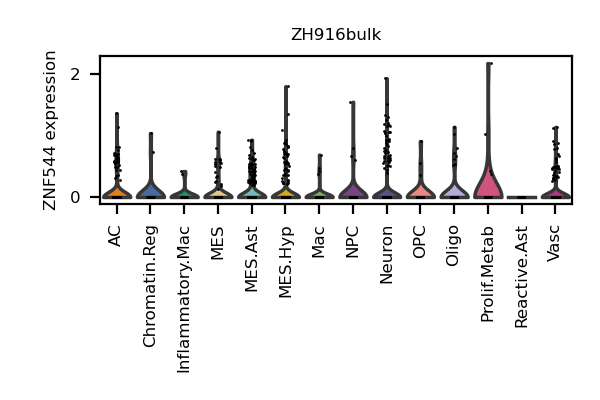 ZH916bulk
ZNF544 expression
2
0
AC
Chromatin.Reg
Inflammatory.Mac
MES
MES.Ast
MES.Hyp
Mac
NPC
Neuron
OPC
Oligo
Prolif.Metab
Reactive.Ast
Vasc